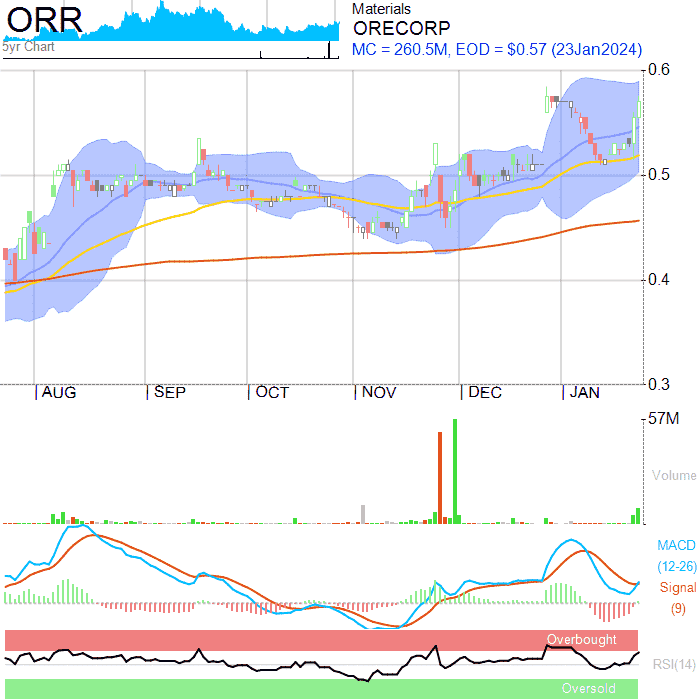 ORR
5yr Chart
Materials
ORECORP
MC = 260.5M, EOD = $0.57 (23Jan2024)
0.6
0.5
0.4
0.3
| AUG | SEP | OCT | NOV | DEC | JAN
57M
Volume
MACD
(12-26)
Signal
(9)
Overbought
RSI(14)
Oversold